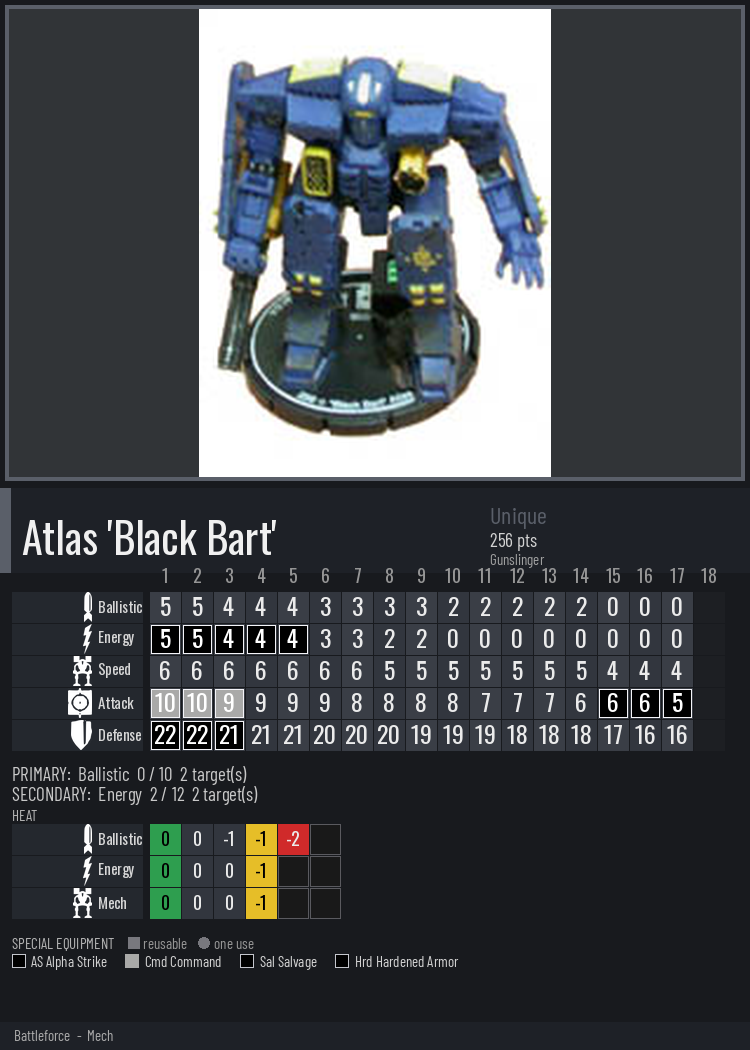 "Black Bart" Atlas
Atlas 'Black Bart'
Unique
256 pts
Gunslinger
1 2 3 4 5 6 7 8 9 10 11 12 13 14 15 16 17 18
Ballistic 5 5 4 4 4 3 3 3 3 2 2 2 2 2 0 0 0
Energy 5 5 4 4 4 3 3 2 2 0 0 0 0 0 0 0 0
Speed 6 6 6 6 6 6 6 5 5 5 5 5 5 5 4 4 4
Attack 10 10 9 9 9 9 8 8 8 8 7 7 7 6 6 6 5
Defense 22 22 21 21 21 20 20 20 19 19 19 18 18 18 17 16 16
PRIMARY: Ballistic 0 / 10 2 target(s)
SECONDARY: Energy 2 / 12 2 target(s)
HEAT
Ballistic 0 0 -1 -1 -2
Energy 0 0 0 -1
Mech 0 0 0 -1
SPECIAL EQUIPMENT reusable one use
AS Alpha Strike Cmd Command Sal Salvage Hrd Hardened Armor
Battleforce - Mech